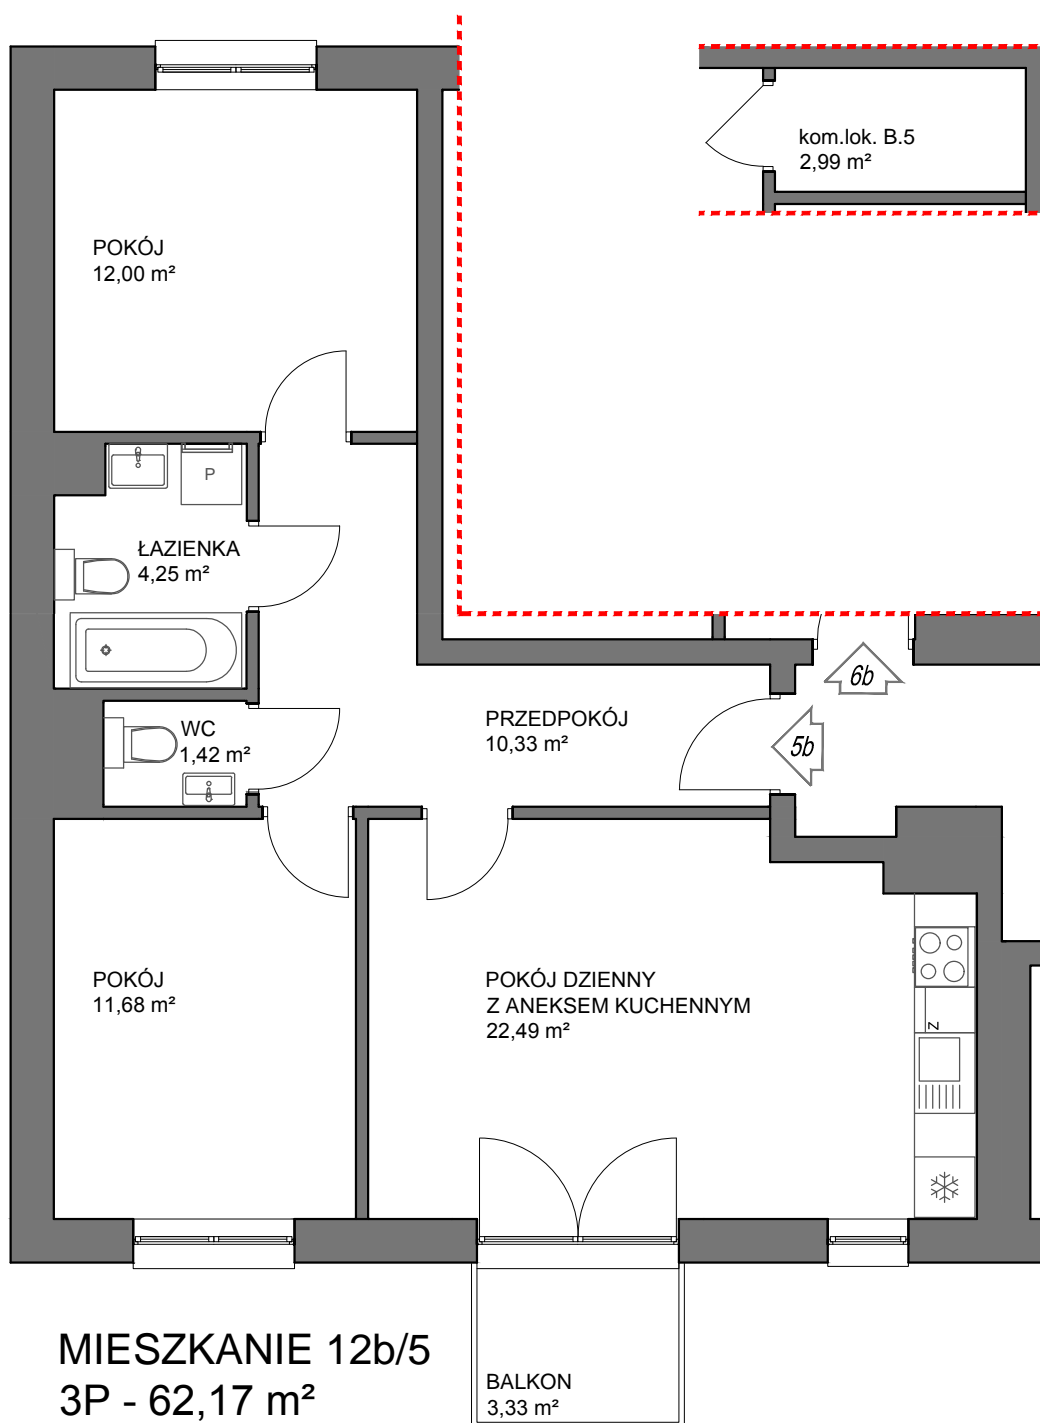 kom.lok. B.5
2,99 m²
POKÓJ
12,00 m²
P
ŁAZIENKA
4,25 m²
6b
PRZEDPOKÓJ
10,33 m²
5b
WC
1,42 m²
POKÓJ
11,68 m²
POKÓJ DZIENNY
Z ANEKSEM KUCHENNYM
22,49 m²
Z
MIESZKANIE 12b/5
3P - 62,17 m²
BALKON
3,33 m²